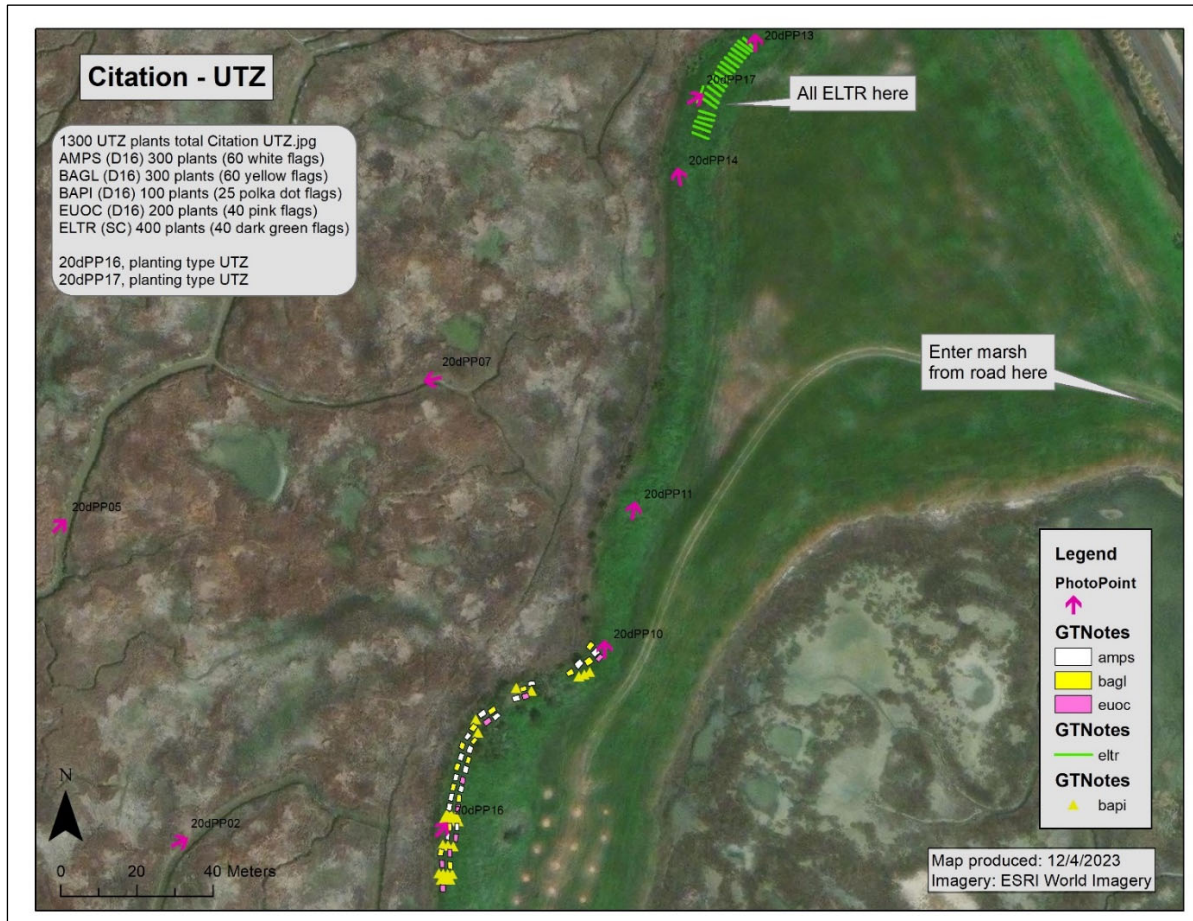 Citation - UTZ
1300 UTZ plants total Citation UTZ.jpg
AMPS (D16) 300 plants (60 white flags)
BAGL (D16) 300 plants (60 yellow flags)
BAPI (D16) 100 plants (25 polka dot flags)
EUOC (D16) 200 plants (40 pink flags)
ELTR (SC) 400 plants (40 dark green flags)
20dPP16, planting type UTZ
20dPP17, planting type UTZ
20dPP13
20dPP17
All ELTR here
20dPP14
Enter marsh
from road here
20dPP07
20dPP05
20dPP11
20dPP10
20dPP16
20dPP02
N
0 20 40 Meters
Legend
PhotoPoint
GTNotes
amps
bagl
euoc
GTNotes
eltr
GTNotes
bapi
Map produced: 12/4/2023
Imagery: ESRI World Imagery